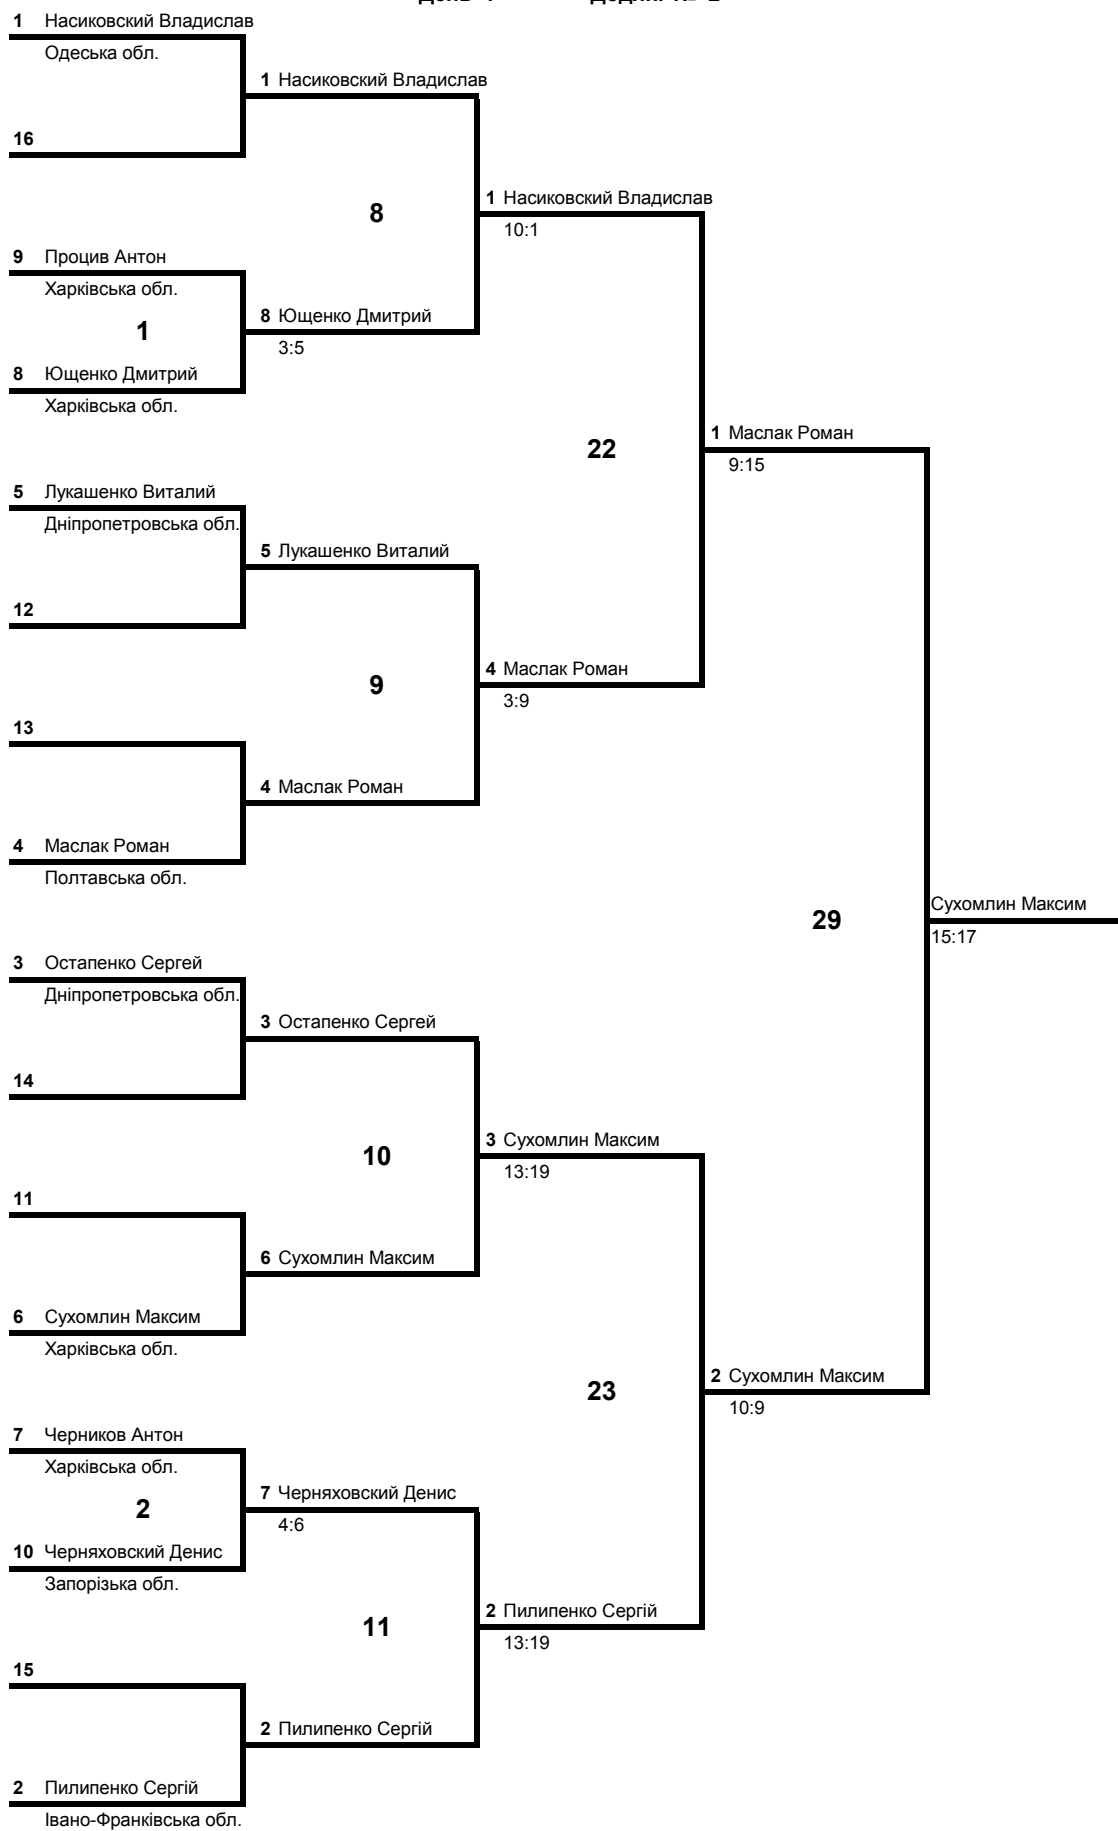 1 Насиковский Владислав
Одеська обл.
1 Насиковский Владислав
16
1 Насиковский Владислав
8
10:1
9 Процив Антон
Харківська обл.
8 Ющенко Дмитрий
1
3:5
8 Ющенко Дмитрий
Харківська обл.
1 Маслак Роман
22
9:15
5 Лукашенко Виталий
Дніпропетровська обл.
5 Лукашенко Виталий
12
4 Маслак Роман
9
3:9
13
4 Маслак Роман
4 Маслак Роман
Полтавська обл.
Сухомлин Максим
29
15:17
3 Остапенко Сергей
Дніпропетровська обл.
3 Остапенко Сергей
14
3 Сухомлин Максим
10
13:19
11
6 Сухомлин Максим
6 Сухомлин Максим
Харківська обл.
2 Сухомлин Максим
23
10:9
7 Черников Антон
Харківська обл.
7 Черняховский Денис
2
4:6
10 Черняховский Денис
Запорізька обл.
2 Пилипенко Сергій
11
13:19
15
2 Пилипенко Сергій
2 Пилипенко Сергій
Івано-Франківська обл.